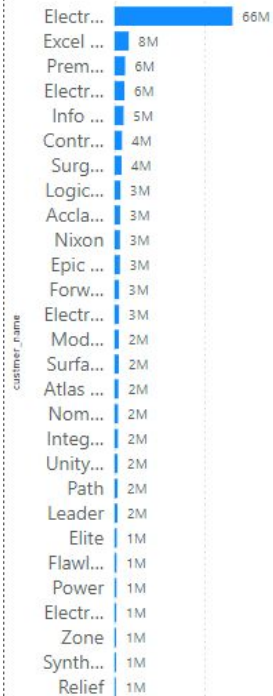 Electr... 66M
Excel ... 8M
Prem... 6M
Electr... 6M
Info ... 5M
Contr... 4M
Surg... 4M
Logic... 3M
Accla... 3M
Nixon 3M
Epic ... 3M
Forw... 3M
Electr... 3M
Mod... 2M
Surfa... 2M
Atlas ... 2M
Nom... 2M
Integ... 2M
Unity... 2M
Path 2M
Leader 2M
Elite 1M
Flawl... 1M
Power 1M
Electr... 1M
Zone 1M
Synth... 1M
Relief 1M
custmer_name